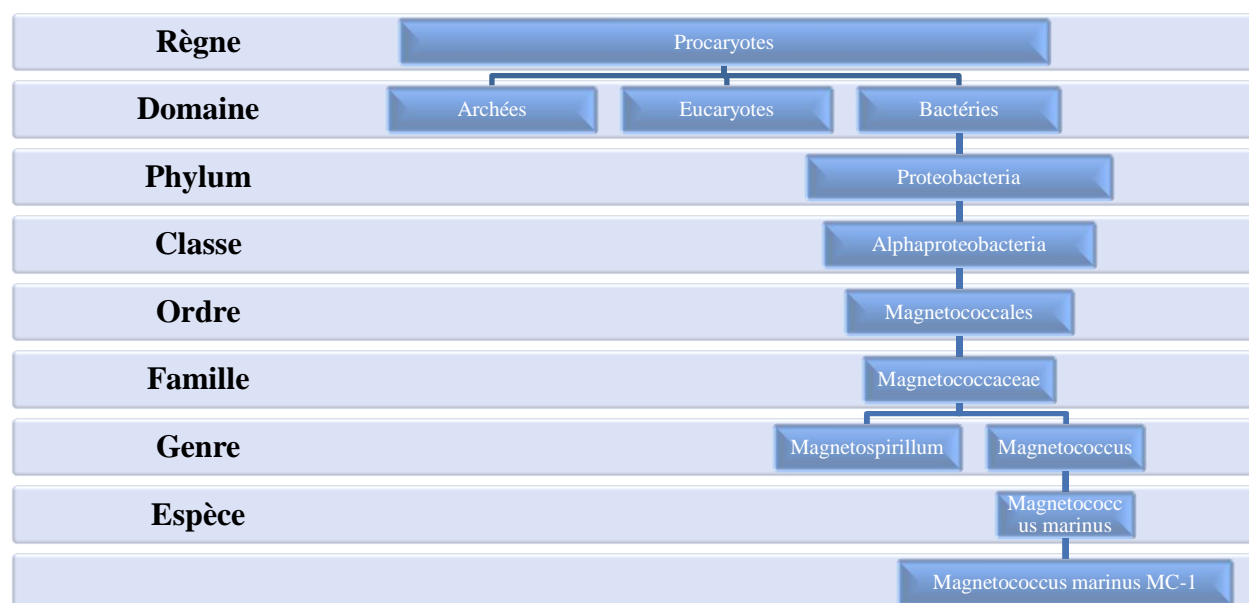 Règne
Procaryotes
Domaine
Archées
Eucaryotes
Bactéries
Phylum
Proteobacteria
Classe
Alphaproteobacteria
Ordre
Magnetococcales
Famille
Magnetococcaceae
Genre
Magnetospirillum
Magnetococcus
Espèce
Magnetococc
us marinus
Magnetococcus marinus MC-1